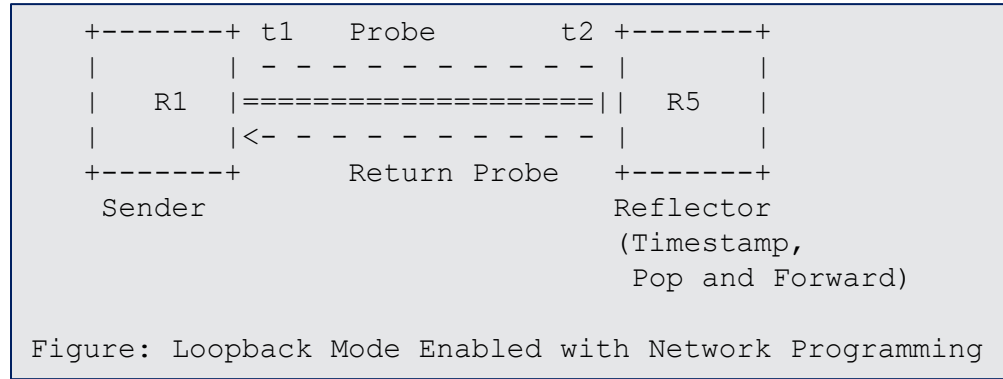 +-------+ t1   Probe       t2 +-------+
|       | - - - - - - - - - - |       |
|   R1  |====================||   R5   |
|       |<- - - - - - - - - - |       |
+-------+      Return Probe   +-------+
Sender                       Reflector
(Timestamp,
Pop and Forward)
Figure: Loopback Mode Enabled with Network Programming